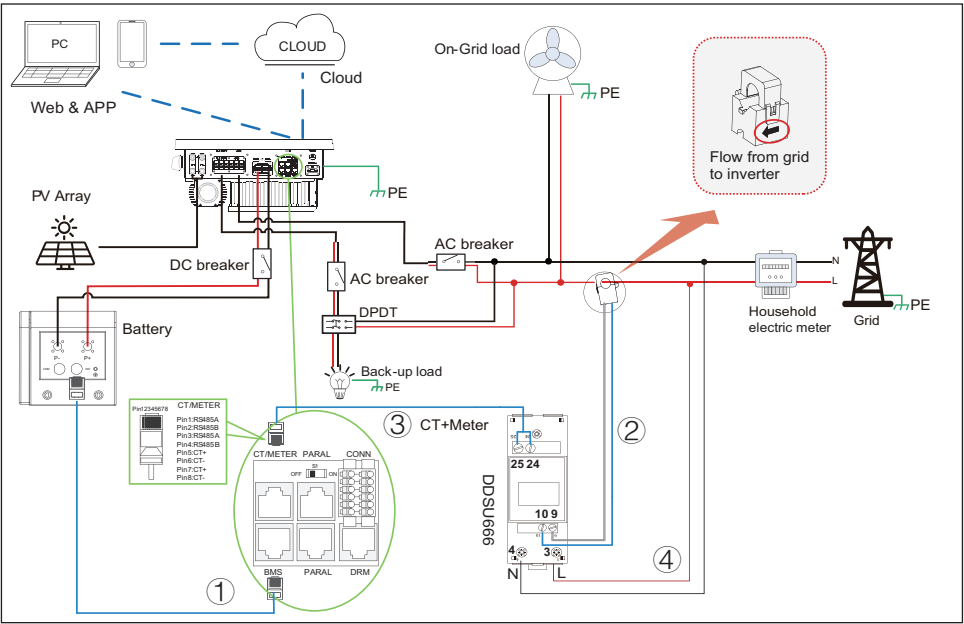 PC
CLOUD
Cloud
Web & APP
On-Grid load
PE
Flow from grid
to inverter
PE
PV Array
AC breaker
DC breaker
AC breaker
N
L
Household
electric meter
PE
Grid
DPDT
Battery
P-
P+
Back-up load
PE
Pin12345678
CT/METER
Pin1:RS485A
Pin2:RS485B
Pin3:RS485A
Pin4:RS485B
Pin5:CT+
Pin6:CT-
Pin7:CT+
Pin8:CT-
③ CT+Meter
②
CT/METER PARAL CONN
S1
OFF ON
25 24
10 9
DDSU666
4 3
N L
④
BMS PARAL DRM
①